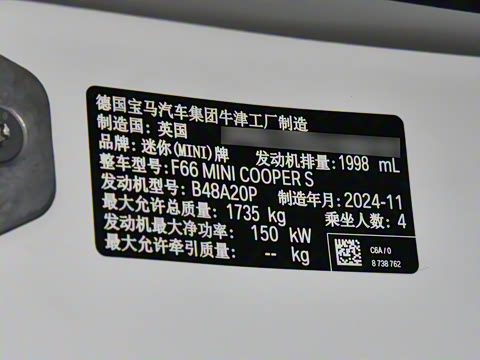 德国宝马汽车集团牛津工厂制造
制造国：英国
品牌：迷你(MINI)牌 发动机排量：1998 mL
整车型号：F66 MINI COOPER S
发动机型号：B48A20P 制造年月：2024-11
最大允许总质量：1735 kg 乘坐人数：4
发动机最大净功率：150 kW
最大允许牵引质量：-- kg
C6A / 0
8 738 762